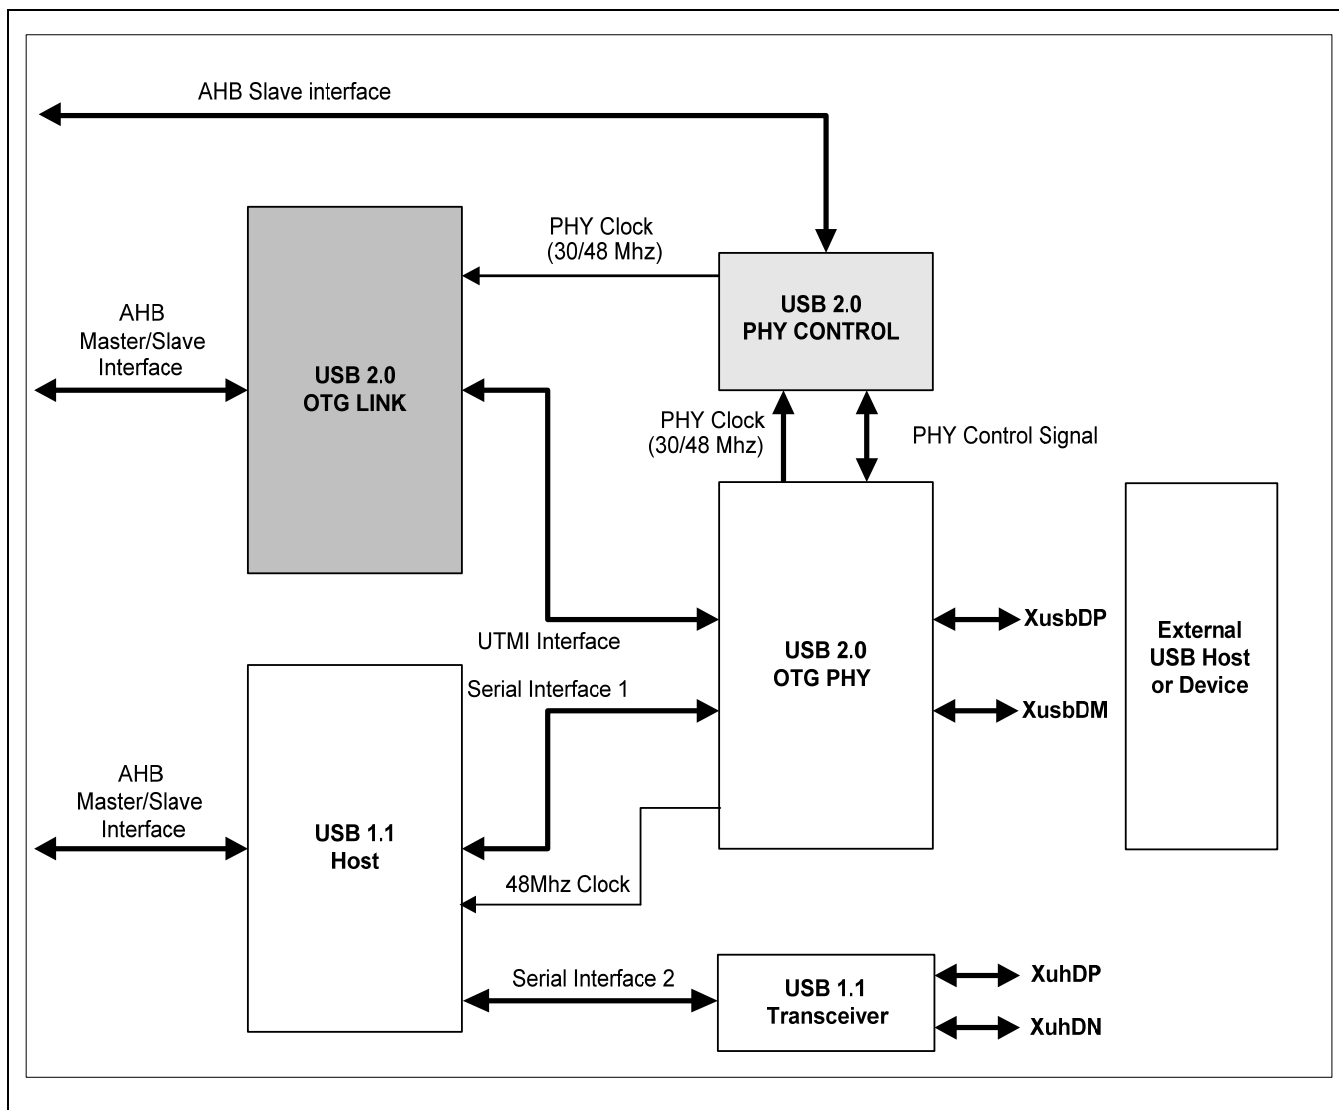 AHB Slave interface
PHY Clock
(30/48 Mhz)
USB 2.0
PHY CONTROL
AHB
Master/Slave
Interface
USB 2.0
OTG LINK
PHY Clock
(30/48 Mhz)
PHY Control Signal
UTMI Interface
USB 2.0
OTG PHY
XusbDP
XusbDM
External
USB Host
or Device
Serial Interface 1
AHB
Master/Slave
Interface
USB 1.1
Host
48Mhz Clock
Serial Interface 2
USB 1.1
Transceiver
XuhDP
XuhDN